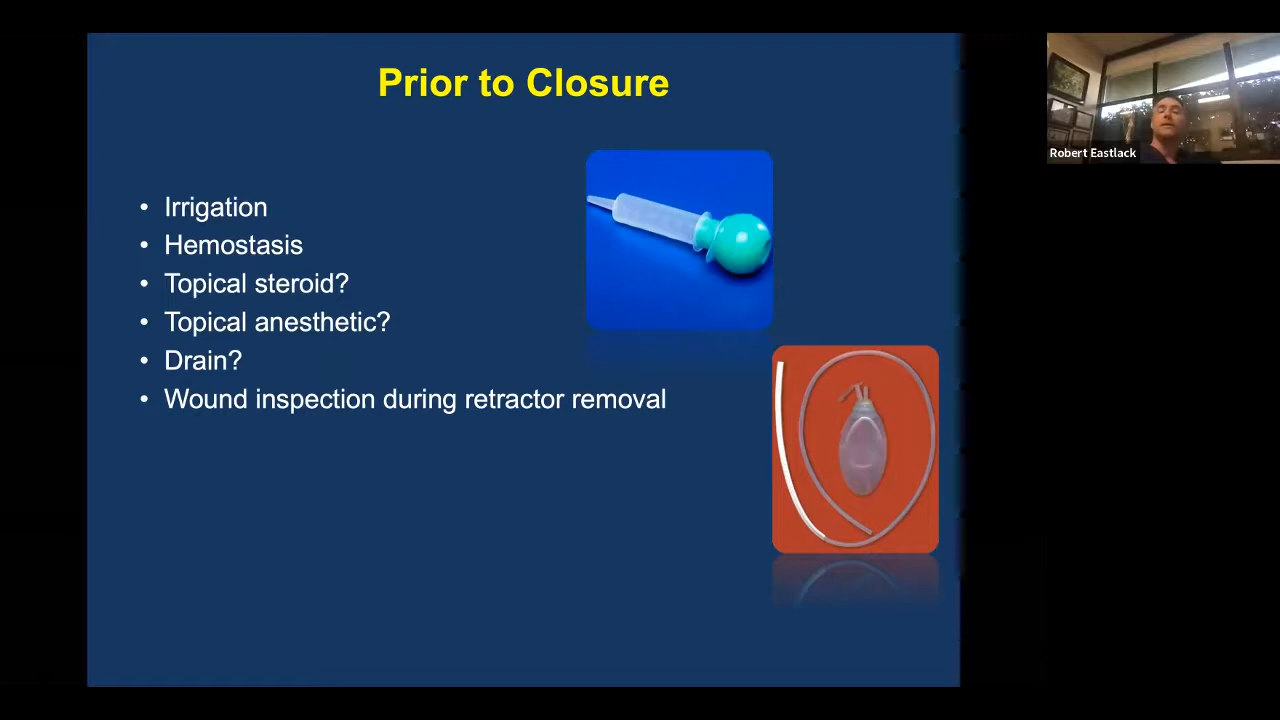 Prior to Closure
• Irrigation
• Hemostasis
• Topical steroid?
• Topical anesthetic?
• Drain?
• Wound inspection during retractor removal
Robert Eastlack